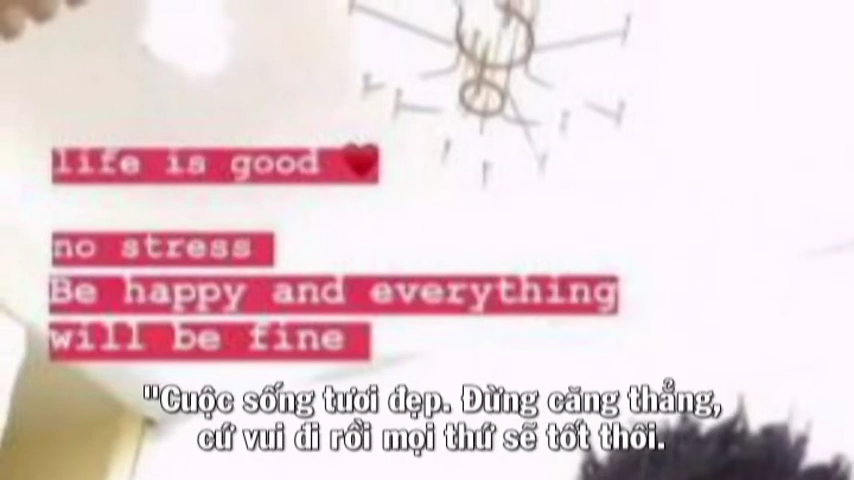 life is good ♥
no stress
Be happy and everything
will be fine
"Cuộc sống tươi đẹp. Đừng căng thẳng,
cứ vui đi rồi mọi thứ sẽ tốt thôi.